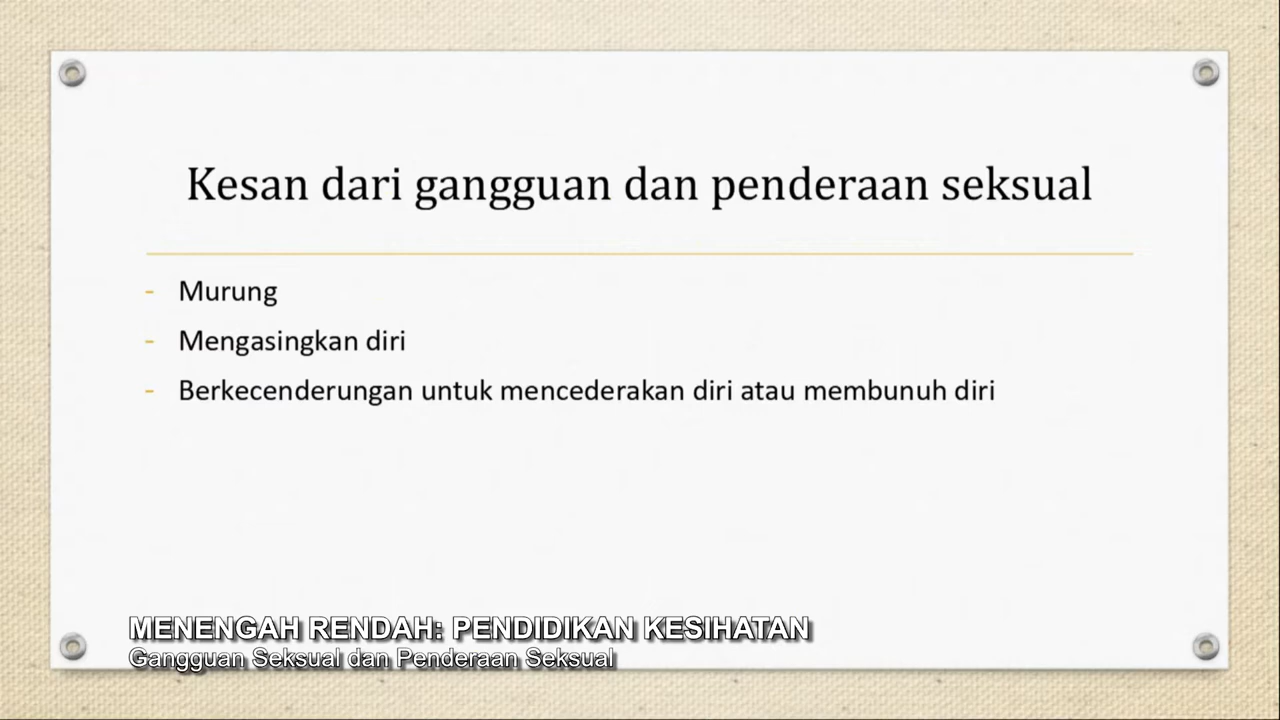 Kesan dari gangguan dan penderaan seksual
- Murung
- Mengasingkan diri
- Berkecenderungan untuk mencederakan diri atau membunuh diri
MENENGAH RENDAH: PENDIDIKAN KESIHATAN
Gangguan Seksual dan Penderaan Seksual